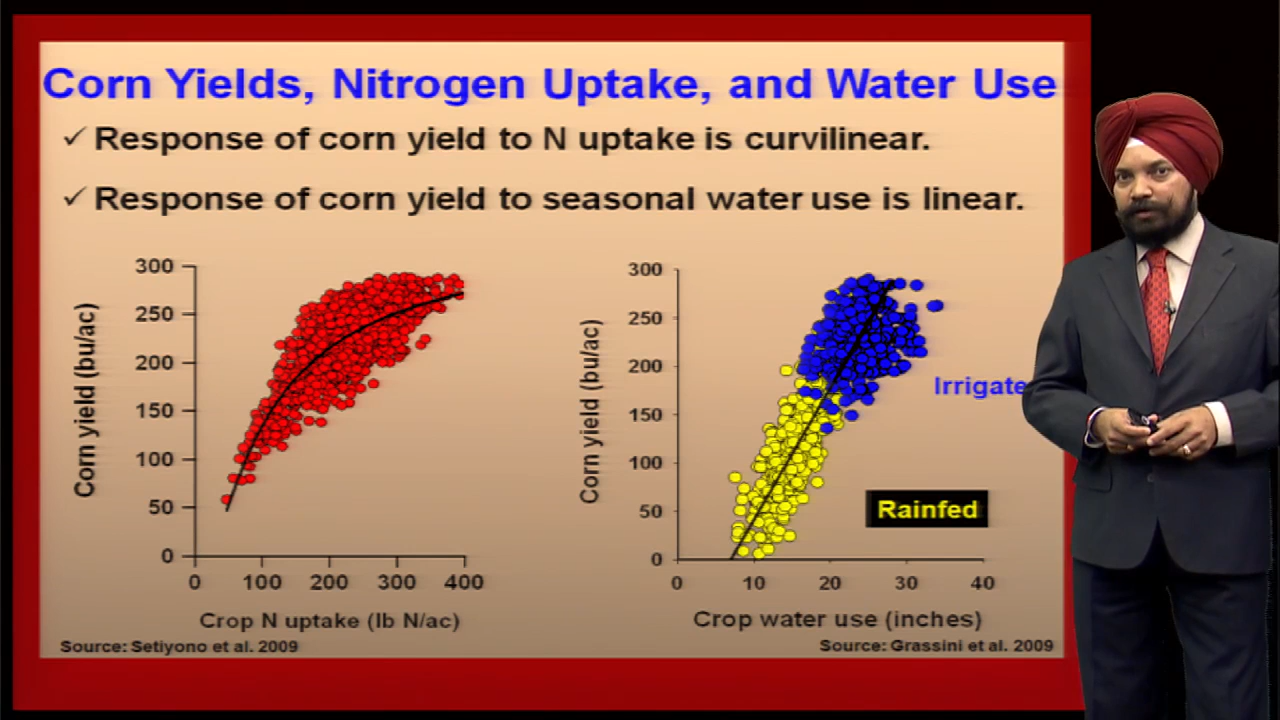 Corn Yields, Nitrogen Uptake, and Water Use
✓ Response of corn yield to N uptake is curvilinear.
✓ Response of corn yield to seasonal water use is linear.
300
250
200
150
100
50
0
Corn yield (bu/ac)
0 100 200 300 400
Crop N uptake (lb N/ac)
Source: Setiyono et al. 2009
300
250
200
150
100
50
0
Corn yield (bu/ac)
Irrigate
Rainfed
0 10 20 30 40
Crop water use (inches)
Source: Grassini et al. 2009